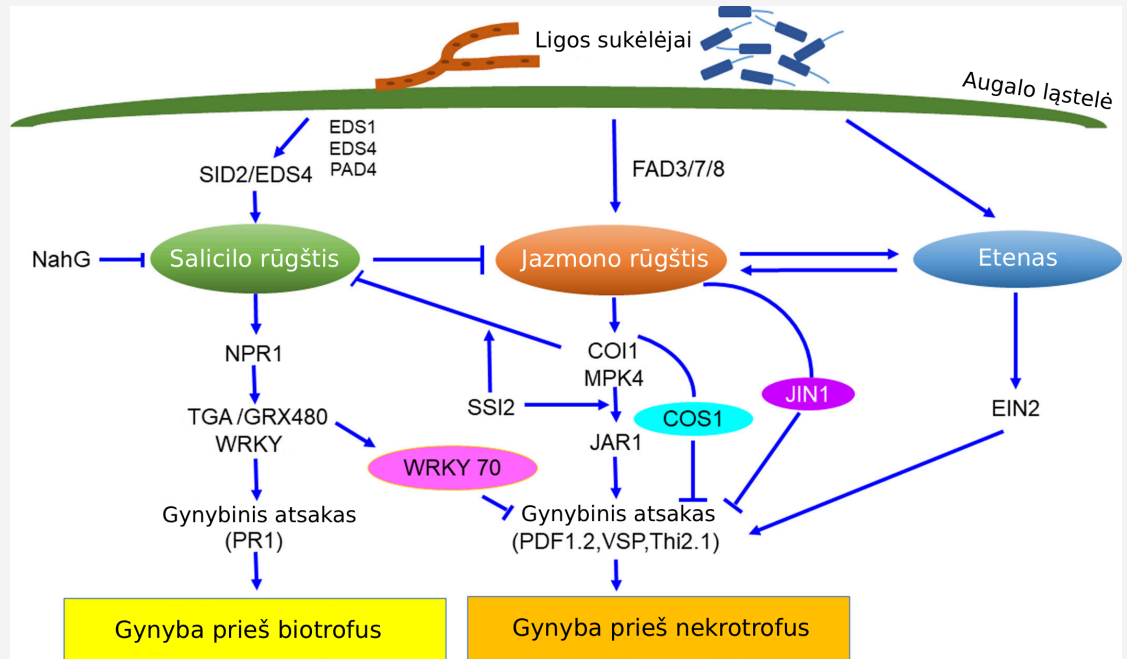 Ligos sukėlėjai
Augalo ląstelė
EDS1
EDS4
PAD4
SID2/EDS4
FAD3/7/8
NahG
Salicilo rūgštis
Jazmono rūgštis
Etenas
NPR1
COI1
MPK4
JIN1
SSI2
COS1
EIN2
TGA/GRX480
WRKY
JAR1
WRKY 70
Gynybinis atsakas
(PR1)
Gynybinis atsakas
(PDF1.2,VSP,Thi2.1)
Gynyba prieš biotrofus
Gynyba prieš nekrotrofus